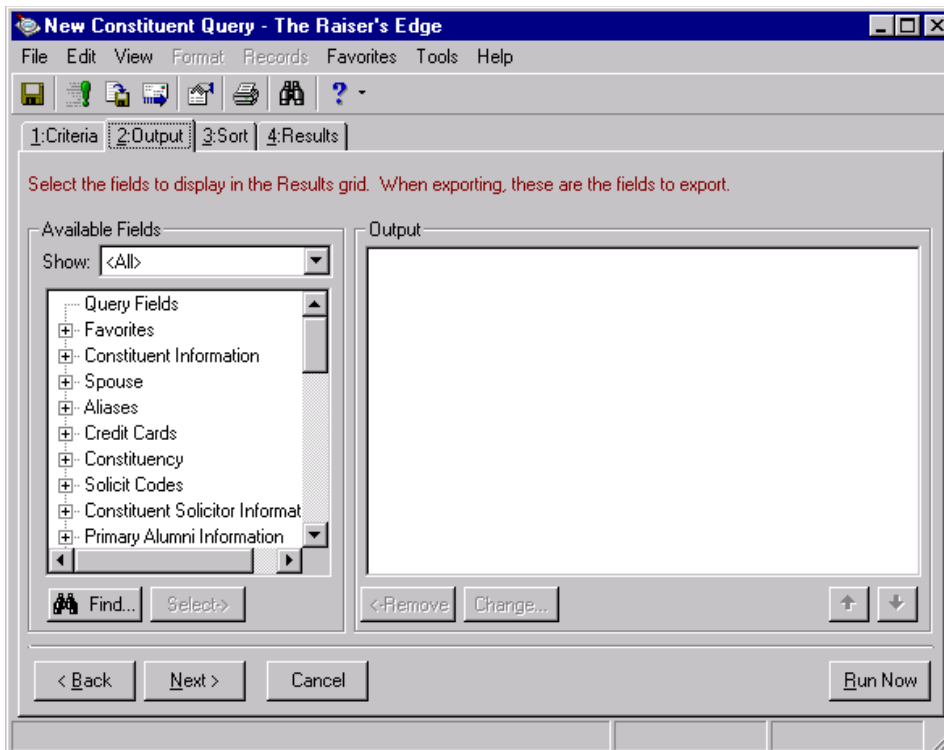 New Constituent Query - The Raiser's Edge
File Edit View Format Records Favorites Tools Help
?
1:Criteria 2:Output 3:Sort 4:Results
Select the fields to display in the Results grid. When exporting, these are the fields to export.
Available Fields
Show: <All>
Query Fields
Favorites
Constituent Information
Spouse
Aliases
Credit Cards
Constituency
Solicit Codes
Constituent Solicitor Informat
Primary Alumni Information
Find... Select->
Output
<-Remove Change...
< Back Next > Cancel Run Now